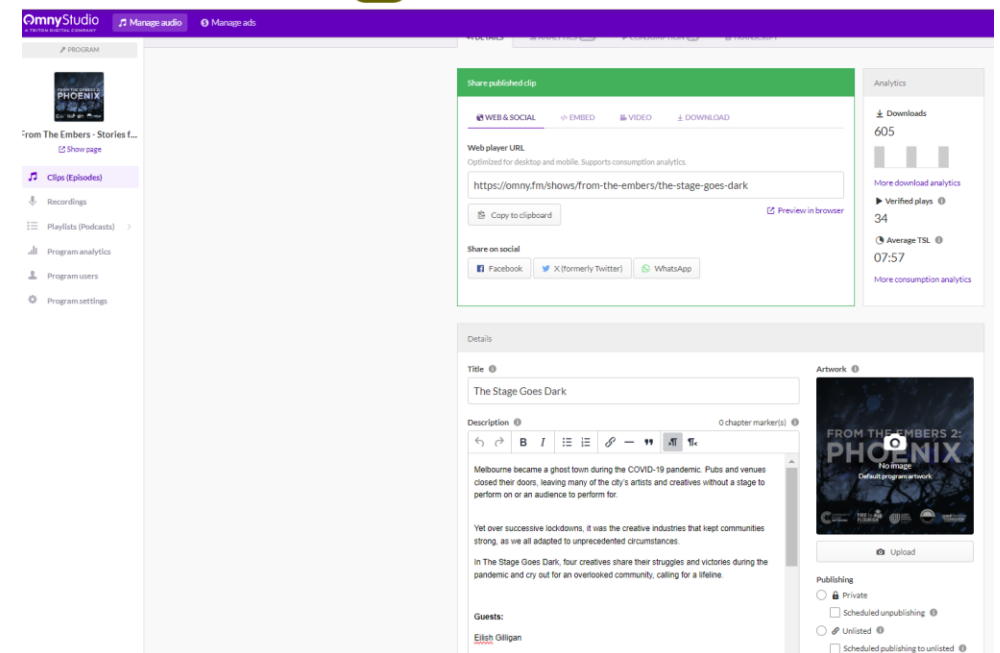 OmnyStudio
A TRITON DIGITAL COMPANY
Manage audio
Manage ads
PROGRAM
FROM THE EMBERS 2:
PHOENIX
From The Embers - Stories f...
Show page
Clips (Episodes)
Recordings
Playlists (Podcasts)
Program analytics
Program users
Program settings
DETAILS
ANALYTICS
CONSUMPTION
TRANSCRIPT
Share published clip
WEB & SOCIAL
EMBED
VIDEO
DOWNLOAD
Web player URL
Optimized for desktop and mobile. Supports consumption analytics.
https://omny.fm/shows/from-the-embers/the-stage-goes-dark
Copy to clipboard
Preview in browser
Share on social
Facebook
X (formerly Twitter)
WhatsApp
Analytics
Downloads
605
More download analytics
Verified plays
34
Average TSL
07:57
More consumption analytics
Details
Title
The Stage Goes Dark
Description
0 chapter marker(s)
B I
Melbourne became a ghost town during the COVID-19 pandemic. Pubs and venues
closed their doors, leaving many of the city's artists and creatives without a stage to
perform on or an audience to perform for.
Yet over successive lockdowns, it was the creative industries that kept communities
strong, as we all adapted to unprecedented circumstances.
In The Stage Goes Dark, four creatives share their struggles and victories during the
pandemic and cry out for an overlooked community, calling for a lifeline.
Guests:
Eilish Gilligan
Artwork
FROM THE EMBERS 2:
PHOENIX
No image
Default program artwork
Upload
Publishing
Private
Scheduled unpublishing
Unlisted
Scheduled publishing to unlisted